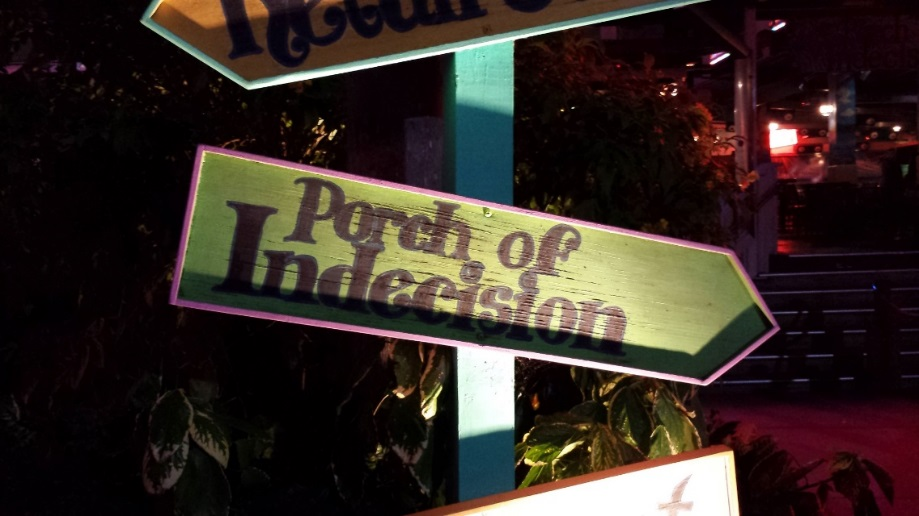 Porch of
Indecision